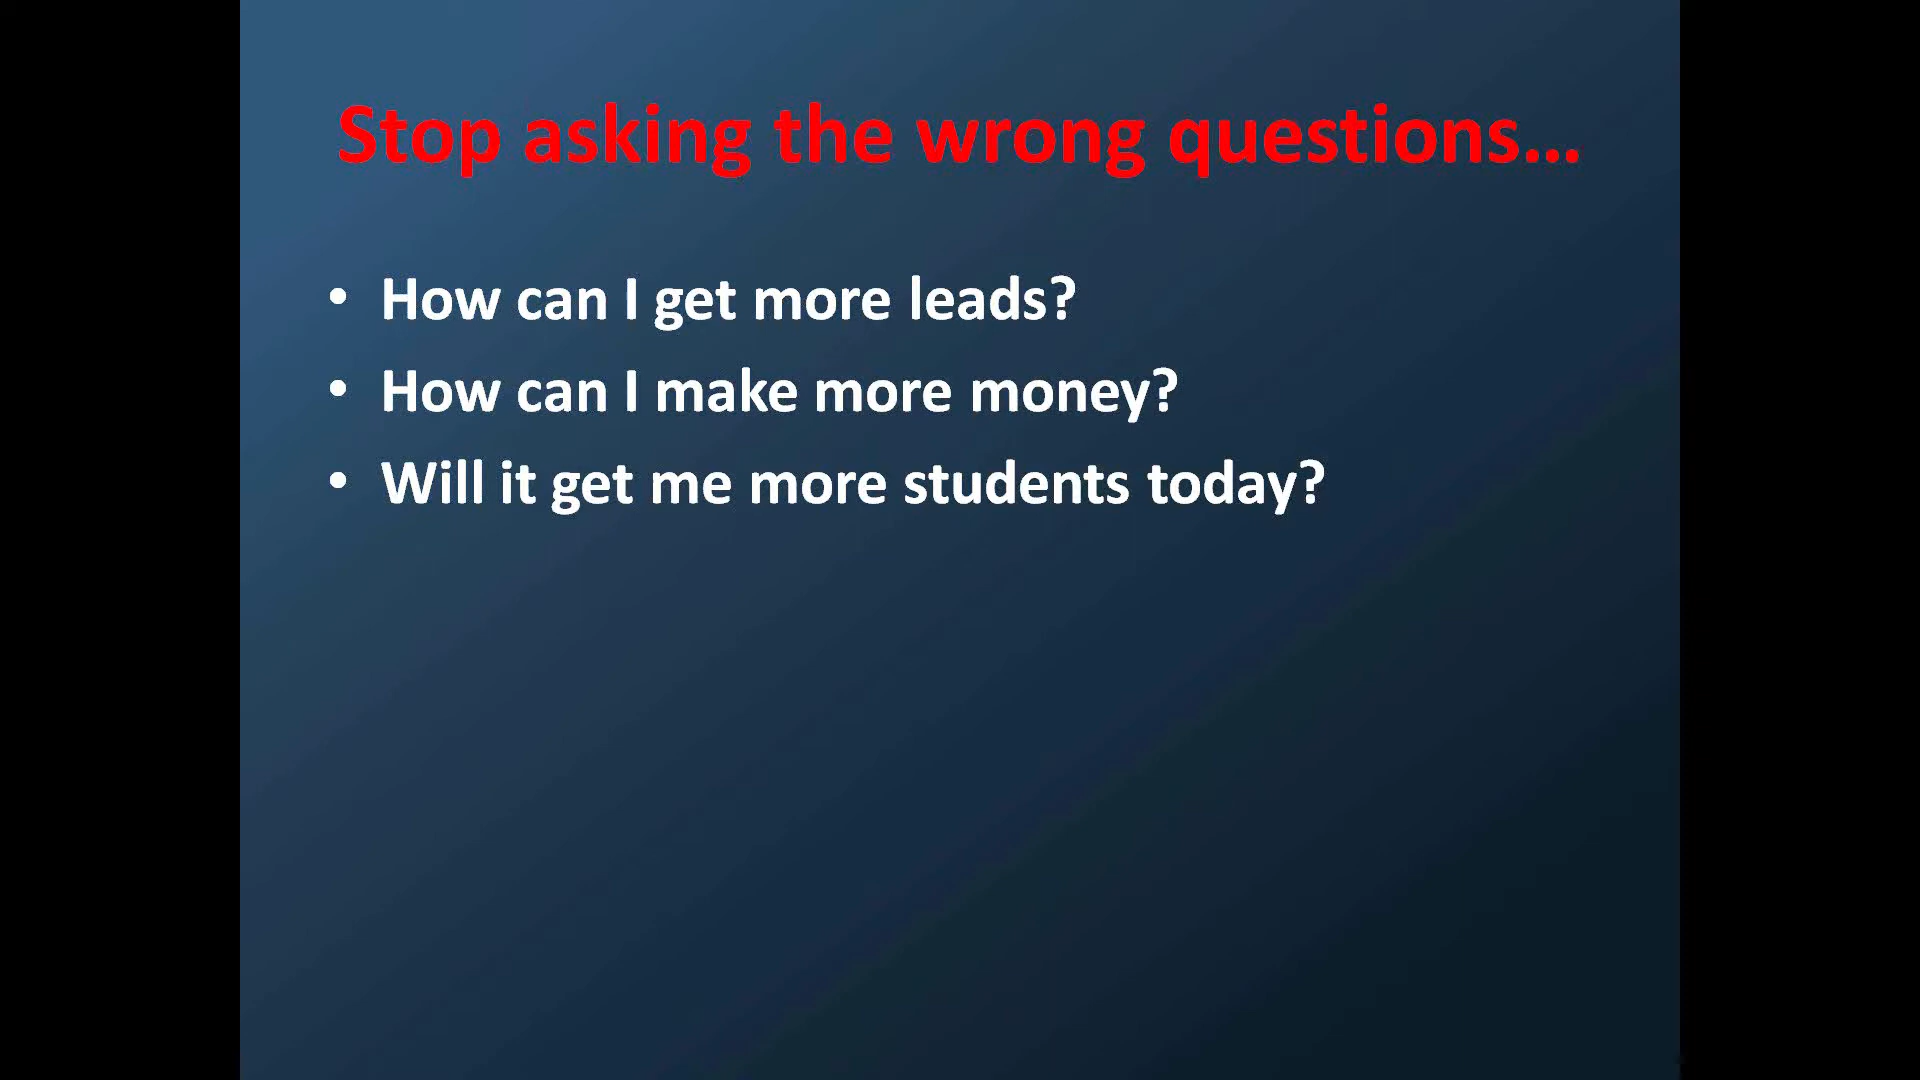 Stop asking the wrong questions...
• How can I get more leads?
• How can I make more money?
• Will it get me more students today?